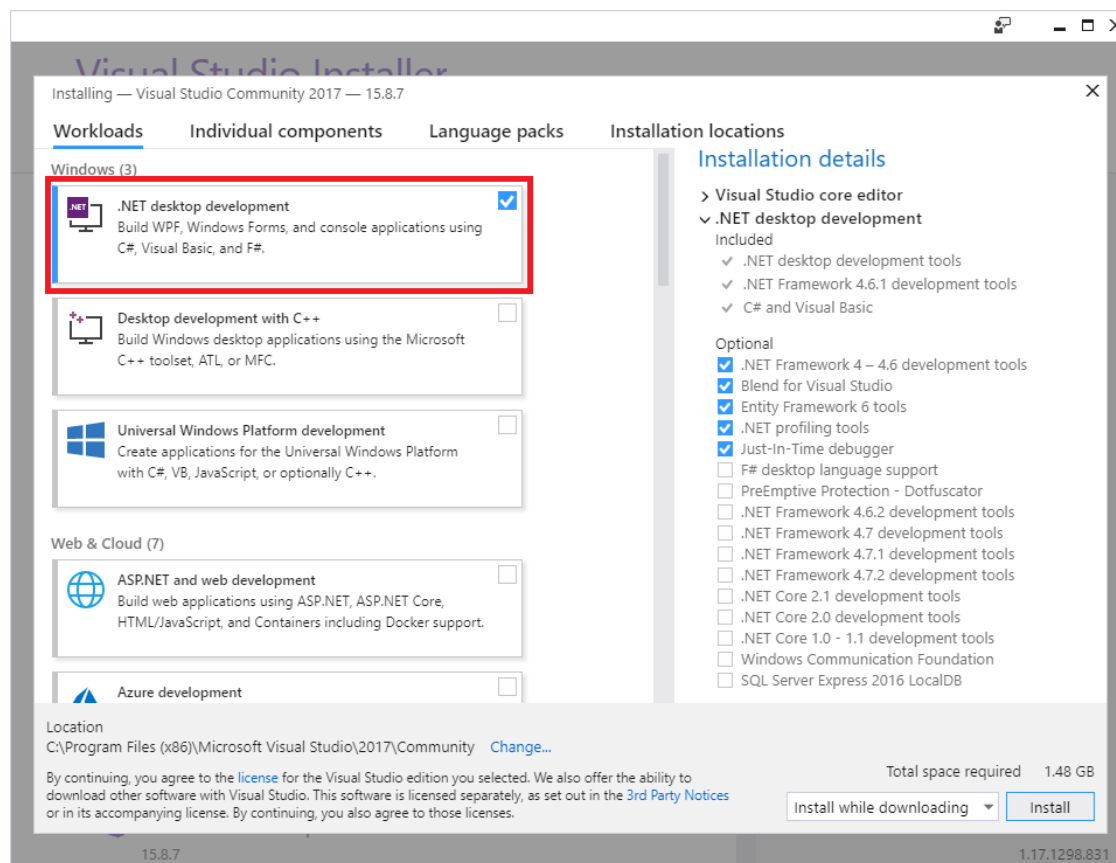 Visual Studio Installer
Installing — Visual Studio Community 2017 — 15.8.7
Workloads Individual components Language packs Installation locations
Windows (3)
.NET
.NET desktop development
Build WPF, Windows Forms, and console applications using
C#, Visual Basic, and F#.
Desktop development with C++
Build Windows desktop applications using the Microsoft
C++ toolset, ATL, or MFC.
Universal Windows Platform development
Create applications for the Universal Windows Platform
with C#, VB, JavaScript, or optionally C++.
Web & Cloud (7)
ASP.NET and web development
Build web applications using ASP.NET, ASP.NET Core,
HTML/JavaScript, and Containers including Docker support.
Azure development
Installation details
Visual Studio core editor
.NET desktop development
Included
.NET desktop development tools
.NET Framework 4.6.1 development tools
C# and Visual Basic
Optional
.NET Framework 4 – 4.6 development tools
Blend for Visual Studio
Entity Framework 6 tools
.NET profiling tools
Just-In-Time debugger
F# desktop language support
PreEmptive Protection - Dotfuscator
.NET Framework 4.6.2 development tools
.NET Framework 4.7 development tools
.NET Framework 4.7.1 development tools
.NET Framework 4.7.2 development tools
.NET Core 2.1 development tools
.NET Core 2.0 development tools
.NET Core 1.0 - 1.1 development tools
Windows Communication Foundation
SQL Server Express 2016 LocalDB
Location
C:\Program Files (x86)\Microsoft Visual Studio\2017\Community Change...
By continuing, you agree to the license for the Visual Studio edition you selected. We also offer the ability to
download other software with Visual Studio. This software is licensed separately, as set out in the 3rd Party Notices
or in its accompanying license. By continuing, you also agree to those licenses.
Total space required 1.48 GB
Install while downloading Install
15.8.7
1.17.1298.831